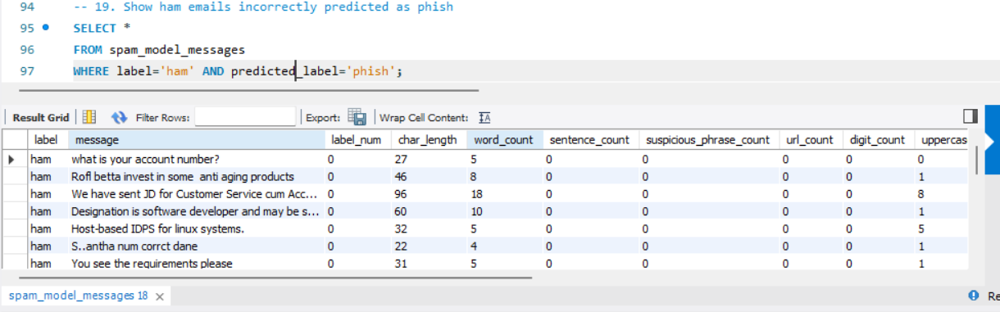 94 -- 19. Show ham emails incorrectly predicted as phish
95 SELECT *
96 FROM spam_model_messages
97 WHERE label='ham' AND predicted_label='phish';
Result Grid Filter Rows: Export: Wrap Cell Content: IA
label message label_num char_length word_count sentence_count suspicious_phrase_count url_count digit_count uppercas
ham what is your account number? 0 27 5 0 0 0 0 0
ham Rofl betta invest in some anti aging products 0 46 8 0 0 0 0 1
ham We have sent JD for Customer Service cum Acc... 0 96 18 0 0 0 0 8
ham Designation is software developer and may be s... 0 60 10 0 0 0 0 1
ham Host-based IDPS for linux systems. 0 32 5 0 0 0 0 5
ham S..antha num corrct dane 0 22 4 0 0 0 0 1
ham You see the requirements please 0 31 5 0 0 0 0 1
spam_model_messages 18 Re